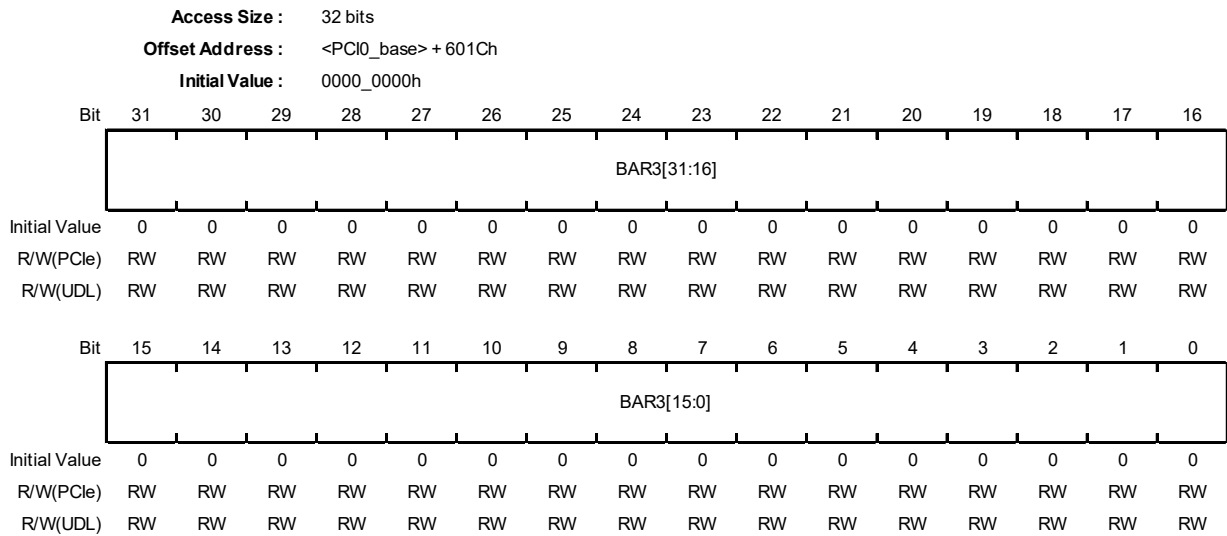 Access Size : 32 bits
Offset Address : <PCI0_base> + 601Ch
Initial Value : 0000_0000h
Bit 31 30 29 28 27 26 25 24 23 22 21 20 19 18 17 16
BAR3[31:16]
Initial Value 0 0 0 0 0 0 0 0 0 0 0 0 0 0 0 0
R/W(PCIe) RW RW RW RW RW RW RW RW RW RW RW RW RW RW RW RW
R/W(UDL) RW RW RW RW RW RW RW RW RW RW RW RW RW RW RW RW
Bit 15 14 13 12 11 10 9 8 7 6 5 4 3 2 1 0
BAR3[15:0]
Initial Value 0 0 0 0 0 0 0 0 0 0 0 0 0 0 0 0
R/W(PCIe) RW RW RW RW RW RW RW RW RW RW RW RW RW RW RW RW
R/W(UDL) RW RW RW RW RW RW RW RW RW RW RW RW RW RW RW RW